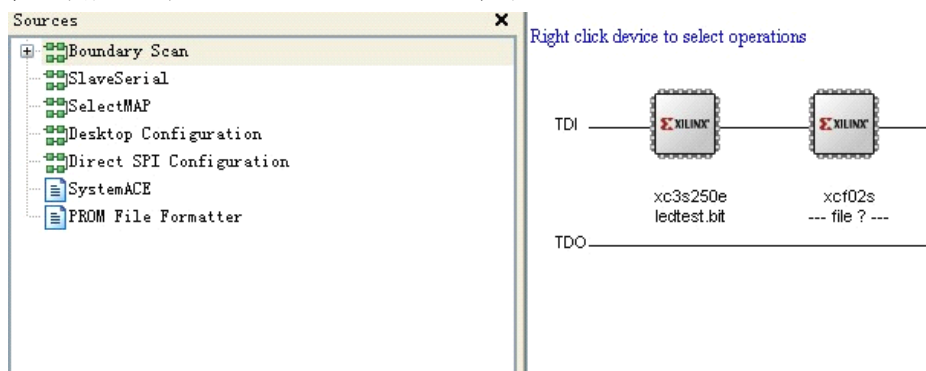 Sources
Boundary Scan
SlaveSerial
SelectMAP
Desktop Configuration
Direct SPI Configuration
SystemACE
PROM File Formatter
Right click device to select operations
TDI
XILINX
XILINX
xc3s250e
ledtest.bit
xcf02s
--- file ? ---
TDO